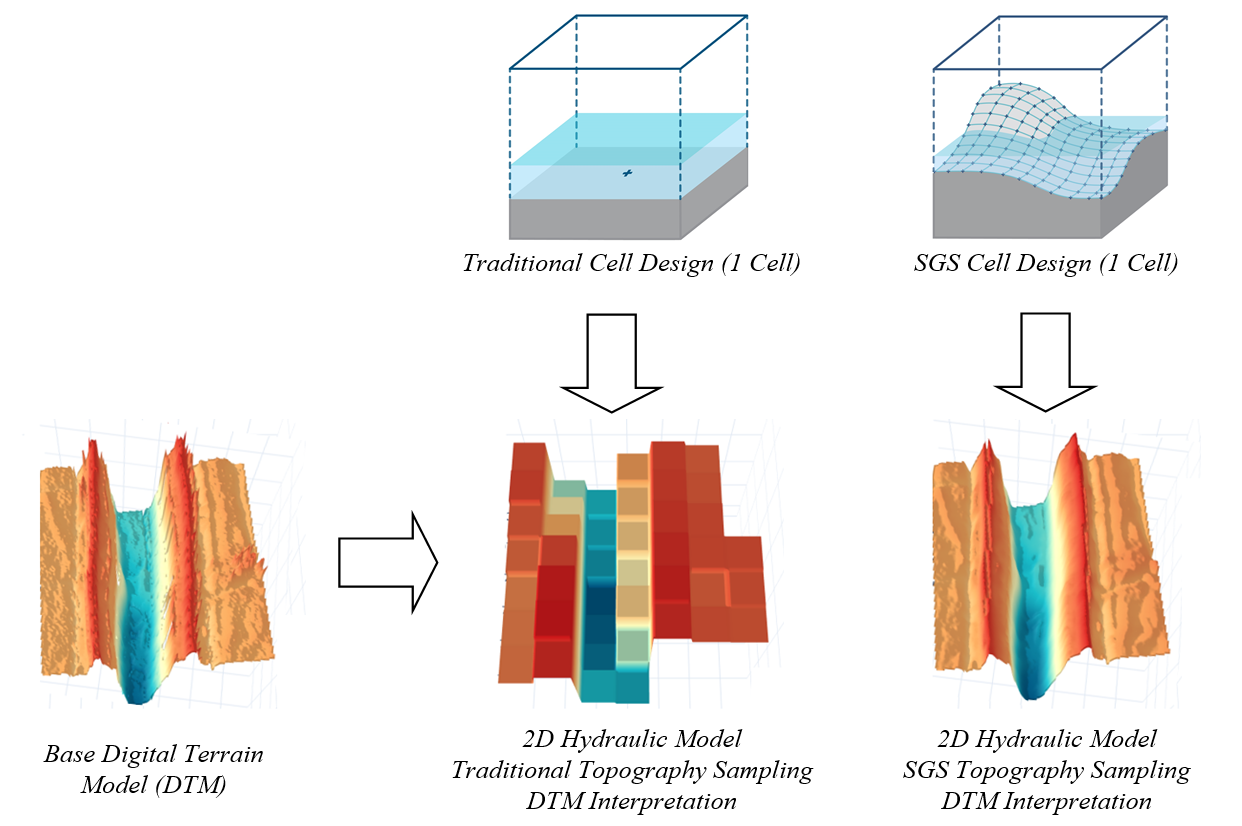 Traditional Cell Design (1 Cell)
SGS Cell Design (1 Cell)
Base Digital Terrain
Model (DTM)
2D Hydraulic Model
Traditional Topography Sampling
DTM Interpretation
2D Hydraulic Model
SGS Topography Sampling
DTM Interpretation